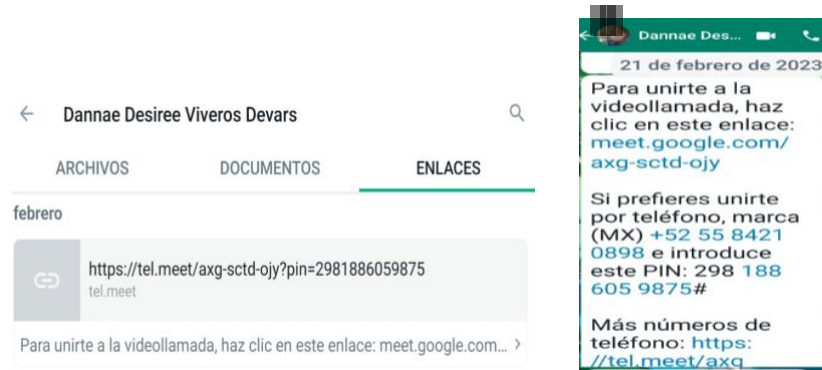 Dannae Desiree Viveros Devars
ARCHIVOS DOCUMENTOS ENLACES
febrero
https://tel.meet/axg-sctd-ojy?pin=2981886059875
tel.meet
Para unirte a la videollamada, haz clic en este enlace: meet.google.com...
Dannae Des...
21 de febrero de 2023
Para unirte a la
videollamada, haz
clic en este enlace:
meet.google.com/
axg-sctd-ojy
Si prefieres unirte
por teléfono, marca
(MX) +52 55 8421
0898 e introduce
este PIN: 298 188
605 9875#
Más números de
teléfono: https:
//tel.meet/axg